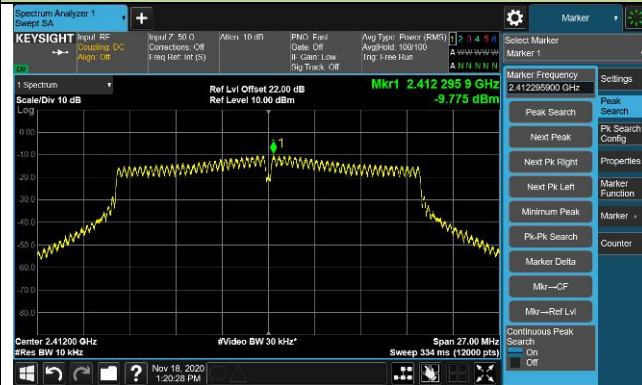 Spectrum Analyzer 1
Swept SA
+
Marker
KEYSIGHT
Input: RF
Coupling: DC
Align: Off
Input Z: 50 Ω
Corrections: Off
Freq Ref: Int (S)
Atten: 10 dB
PNO: Fast
Gate: Off
IF Gain: Low
Sig Track: Off
Avg Type: Power (RMS)
Avg|Hold: 100/100
Trig: Free Run
1 2 3 4 5 6
A W W W W W
A N N N N N
LXI
Select Marker
Marker 1
1 Spectrum
Scale/Div 10 dB
Log
Ref Lvl Offset 22.00 dB
Ref Level 10.00 dBm
Mkr1 2.412 295 9 GHz
-9.775 dBm
1
0.00
-10.0
-20.0
-30.0
-40.0
-50.0
-60.0
-70.0
-80.0
Center 2.41200 GHz
#Res BW 10 kHz
#Video BW 30 kHz*
Span 27.00 MHz
Sweep 334 ms (12000 pts)
Marker Frequency
2.412295900 GHz
Peak Search
Next Peak
Next Pk Right
Next Pk Left
Minimum Peak
Pk-Pk Search
Marker Delta
Mkr→CF
Mkr→Ref Lvl
Continuous Peak
Search
On
Off
Settings
Peak
Search
Pk Search
Config
Properties
Marker
Function
Marker→
Counter
?
Nov 18, 2020
1:20:28 PM